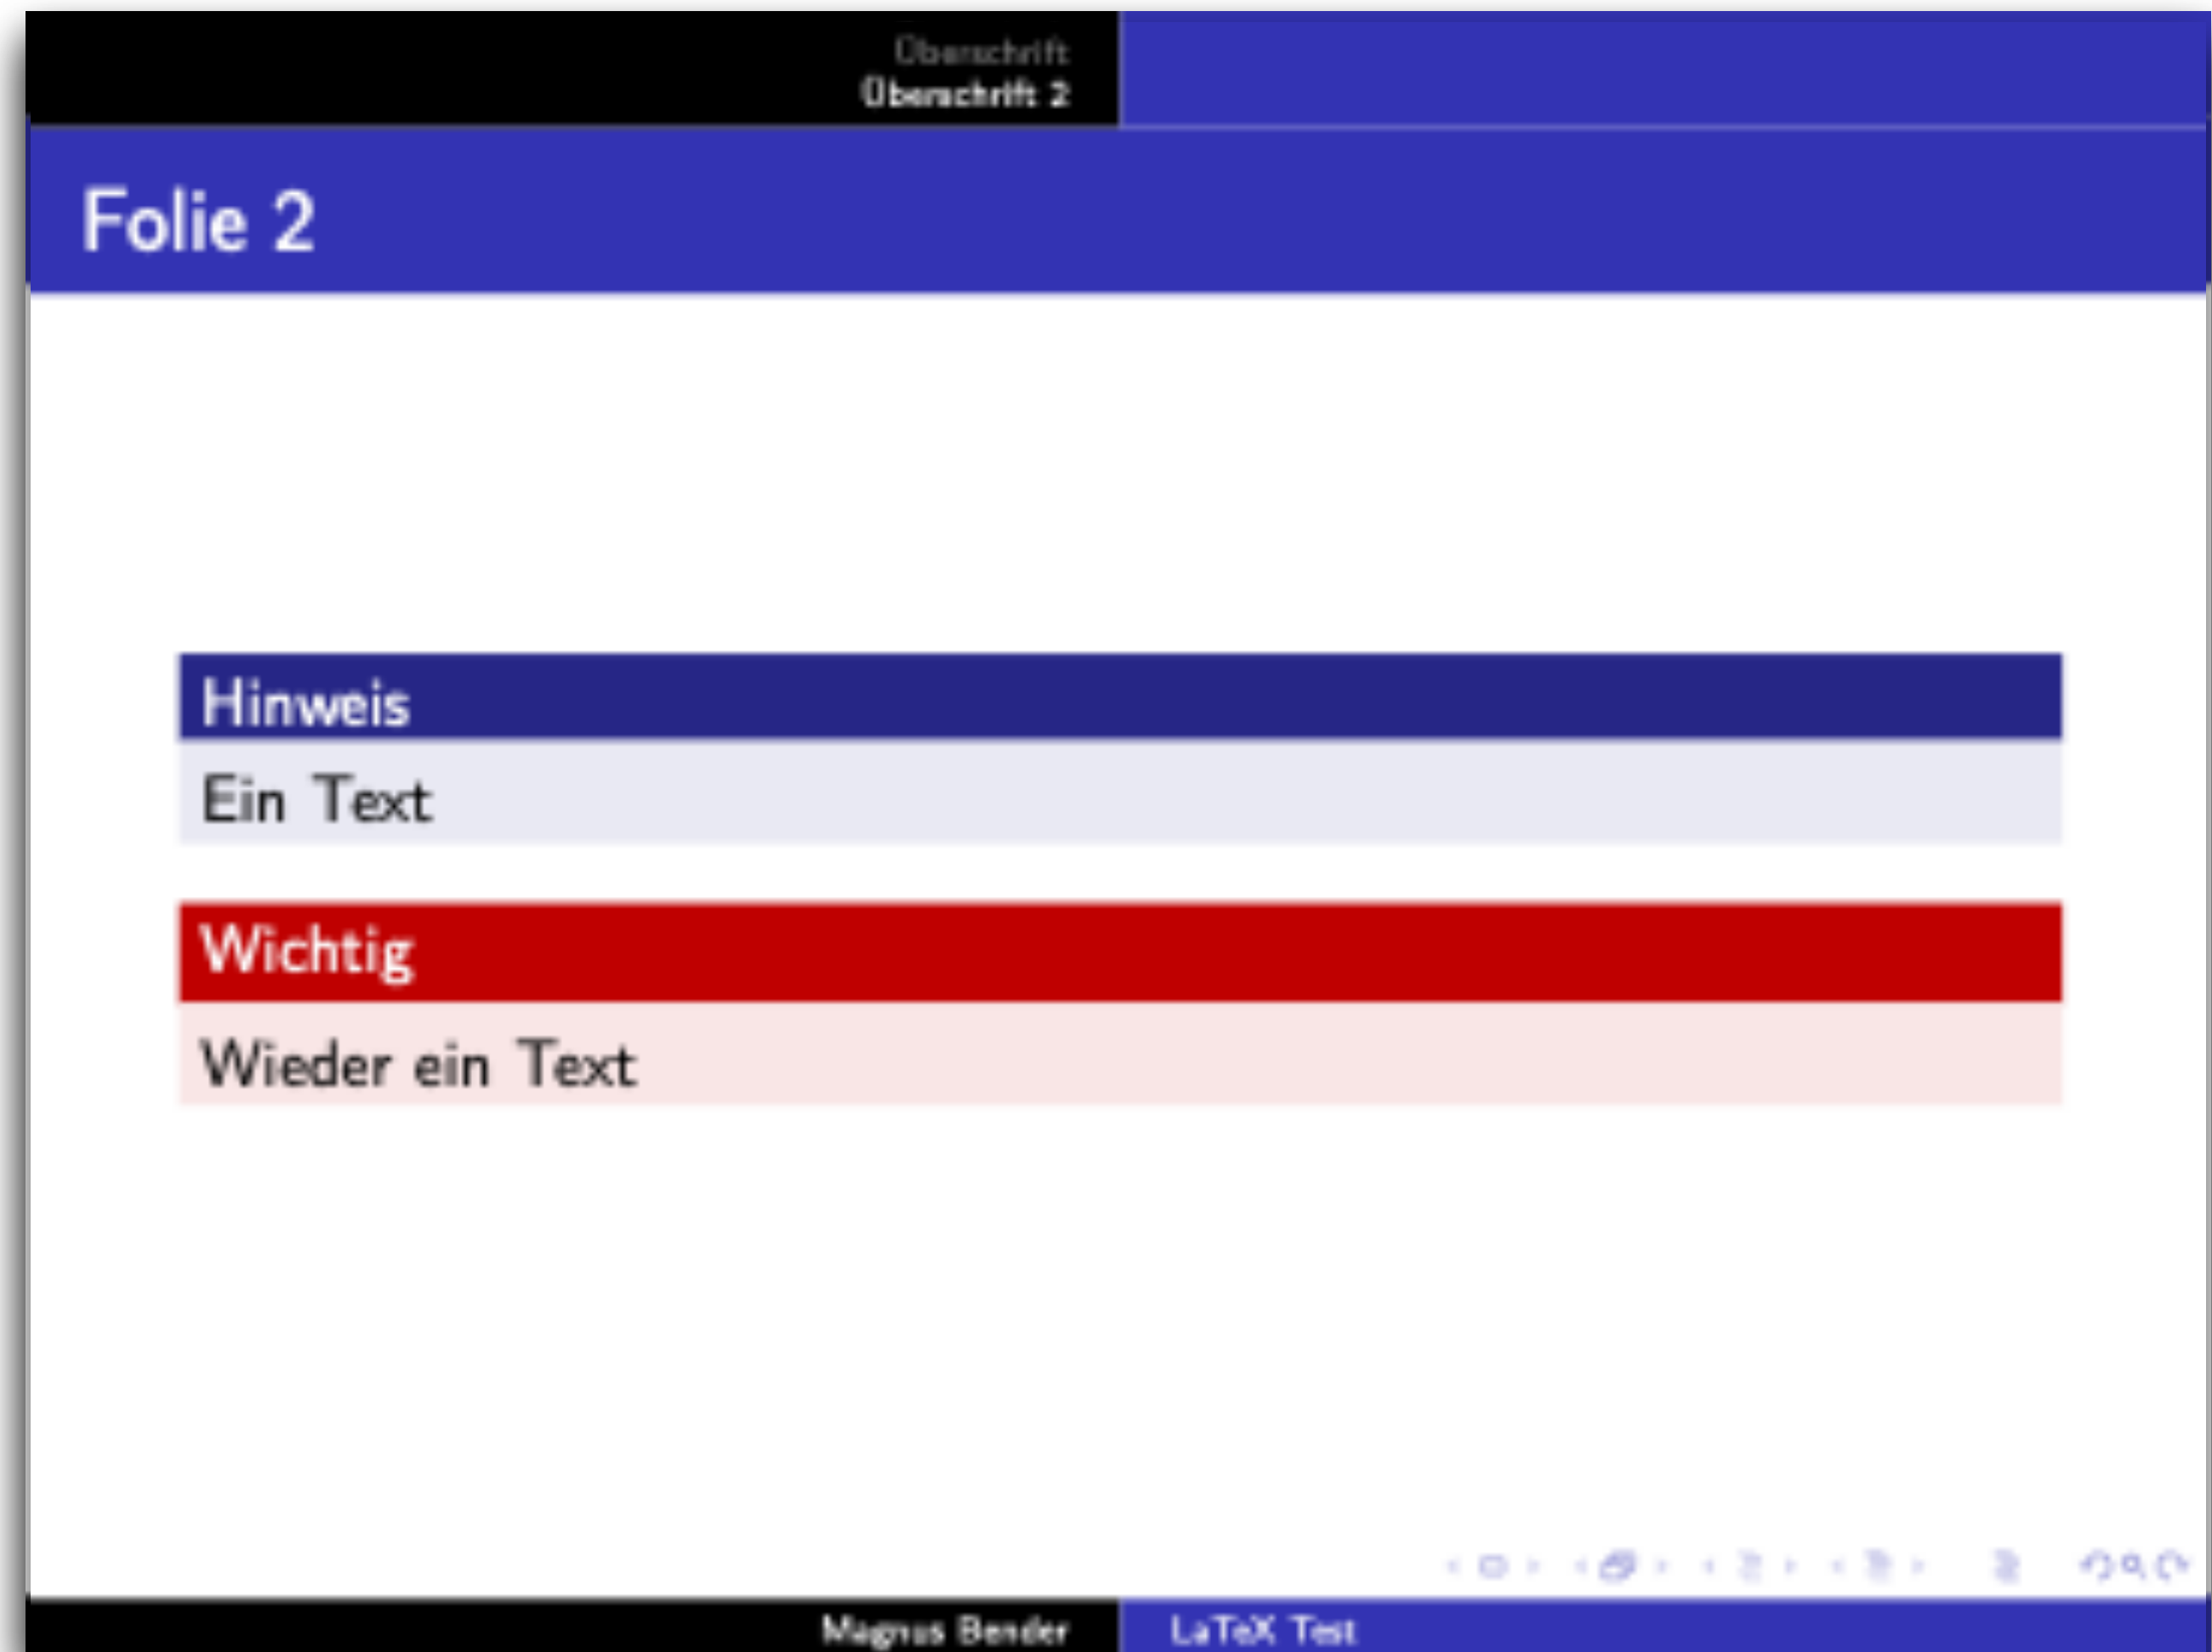 Überschrift
Überschrift 2
Folie 2
Hinweis
Ein Text
Wichtig
Wieder ein Text
Magnus Bender
LaTeX Test